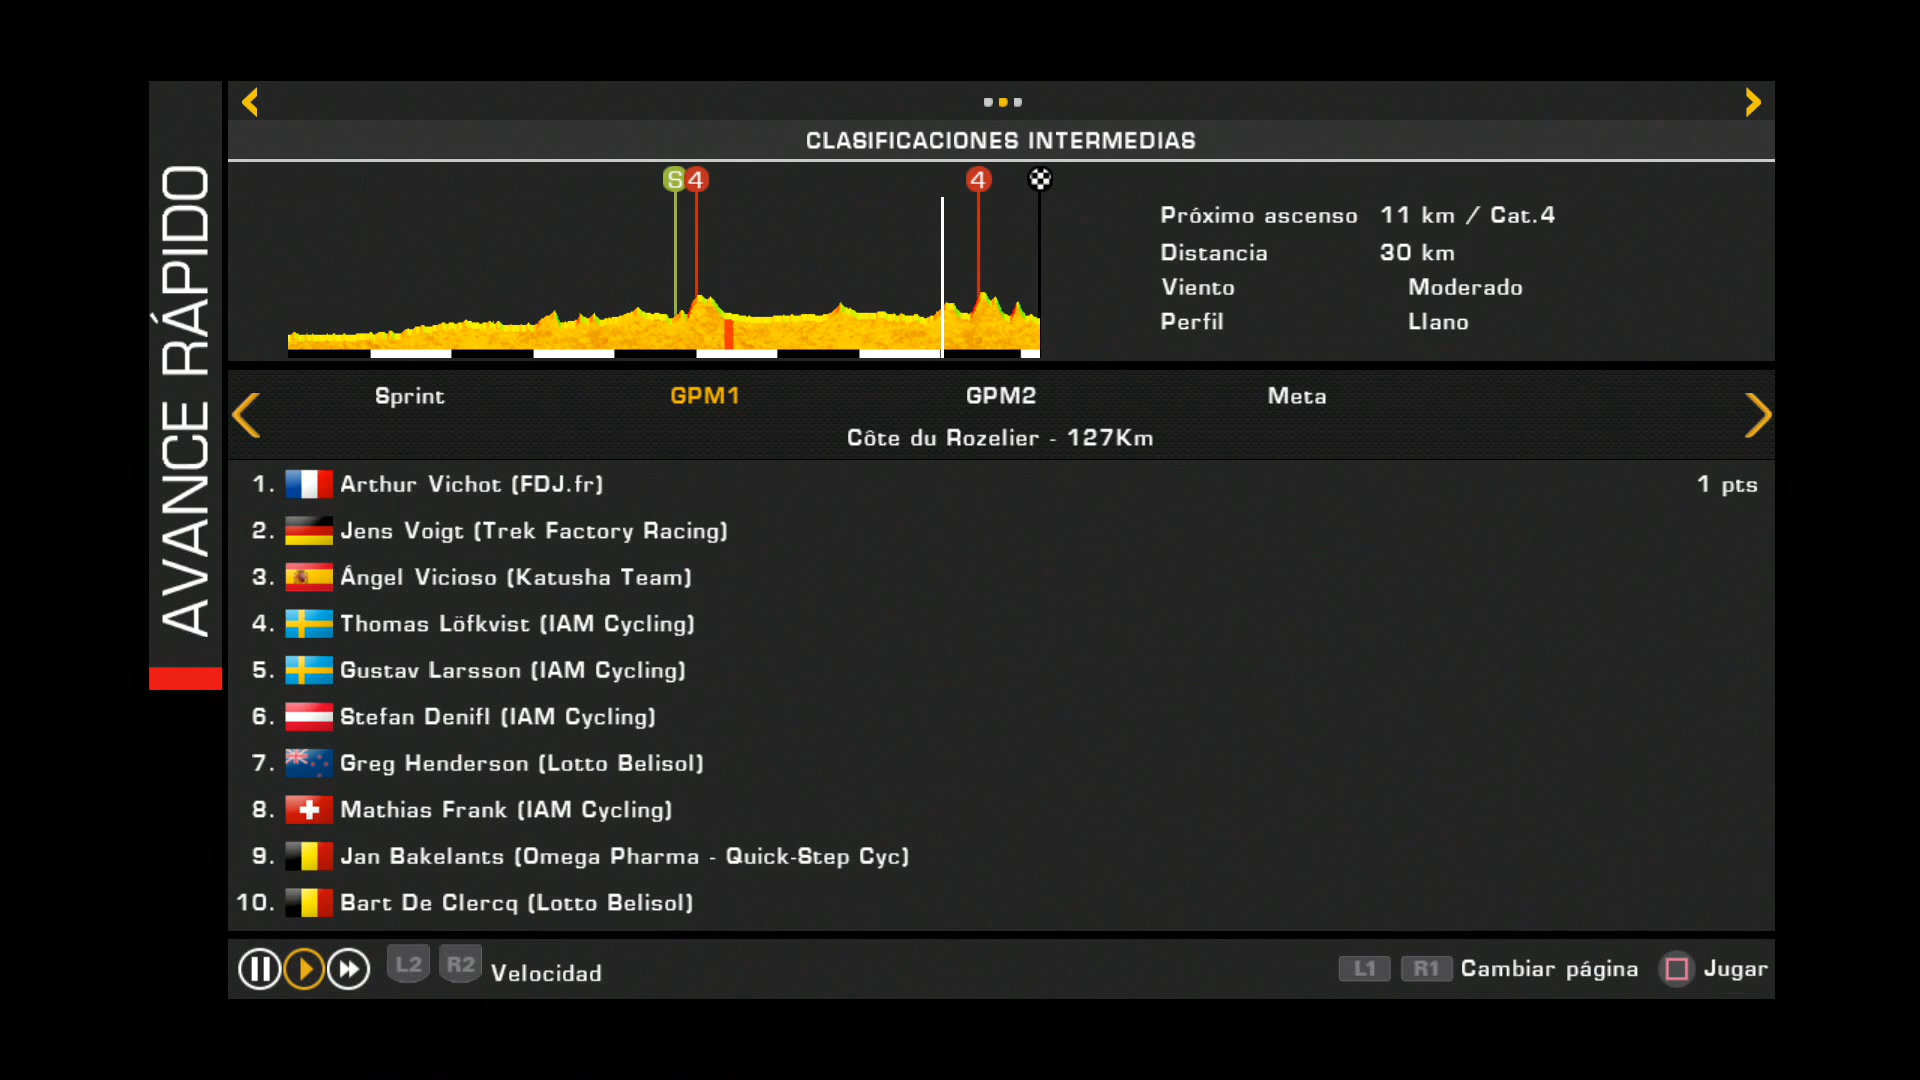 AVANCE RÁPIDO
CLASIFICACIONES INTERMEDIAS
S 4 4
Próximo ascenso 11 km / Cat.4
Distancia 30 km
Viento Moderado
Perfil Llano
Sprint GPM1 GPM2 Meta
Côte du Rozelier - 127Km
1. Arthur Vichot (FDJ.fr) 1 pts
2. Jens Voigt (Trek Factory Racing)
3. Ángel Vicioso (Katusha Team)
4. Thomas Löfkvist (IAM Cycling)
5. Gustav Larsson (IAM Cycling)
6. Stefan Denifl (IAM Cycling)
7. Greg Henderson (Lotto Belisol)
8. Mathias Frank (IAM Cycling)
9. Jan Bakelants (Omega Pharma - Quick-Step Cyc)
10. Bart De Clercq (Lotto Belisol)
L2 R2 Velocidad L1 R1 Cambiar página Jugar